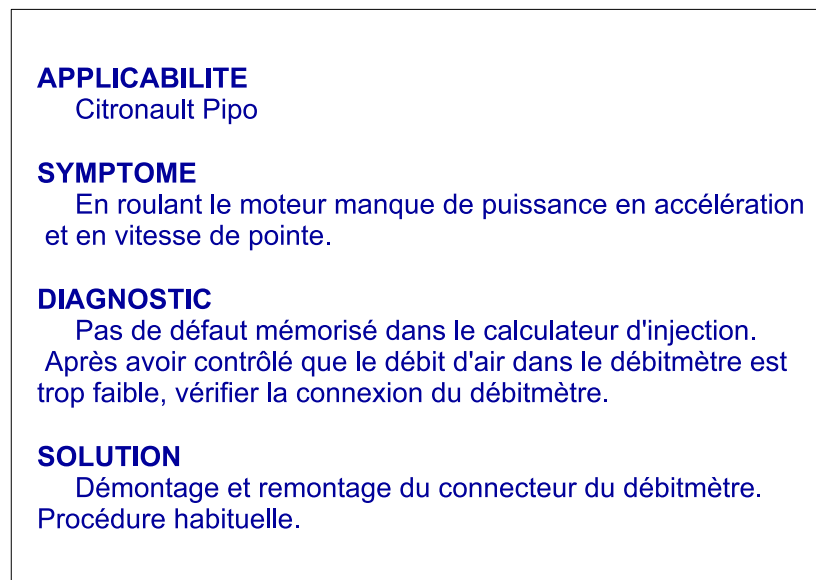 APPLICABILITE
Citronault Pipo
SYMPTOME
En roulant le moteur manque de puissance en accélération
et en vitesse de pointe.
DIAGNOSTIC
Pas de défaut mémorisé dans le calculateur d'injection.
Après avoir contrôlé que le débit d'air dans le débitmètre est
trop faible, vérifier la connexion du débitmètre.
SOLUTION
Démontage et remontage du connecteur du débitmètre.
Procédure habituelle.